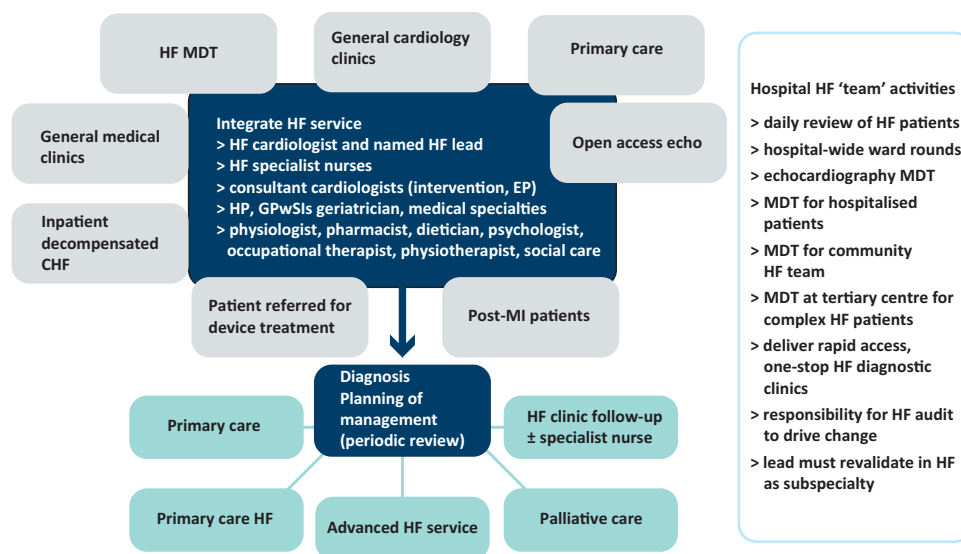 HF MDT
General cardiology
clinics
Primary care
General medical
clinics
Integrate HF service
> HF cardiologist and named HF lead
> HF specialist nurses
> consultant cardiologists (intervention, EP)
> HP, GPwSIs geriatrician, medical specialties
> physiologist, pharmacist, dietician, psychologist,
occupational therapist, physiotherapist, social care
Open access echo
Inpatient
decompensated
CHF
Patient referred for
device treatment
Post-MI patients
Diagnosis
Planning of
management
(periodic review)
Primary care
HF clinic follow-up
± specialist nurse
Primary care HF
Advanced HF service
Palliative care
Hospital HF ‘team’ activities
> daily review of HF patients
> hospital-wide ward rounds
> echocardiography MDT
> MDT for hospitalised
patients
> MDT for community
HF team
> MDT at tertiary centre for
complex HF patients
> deliver rapid access,
one-stop HF diagnostic
clinics
> responsibility for HF audit
to drive change
> lead must revalidate in HF
as subspecialty